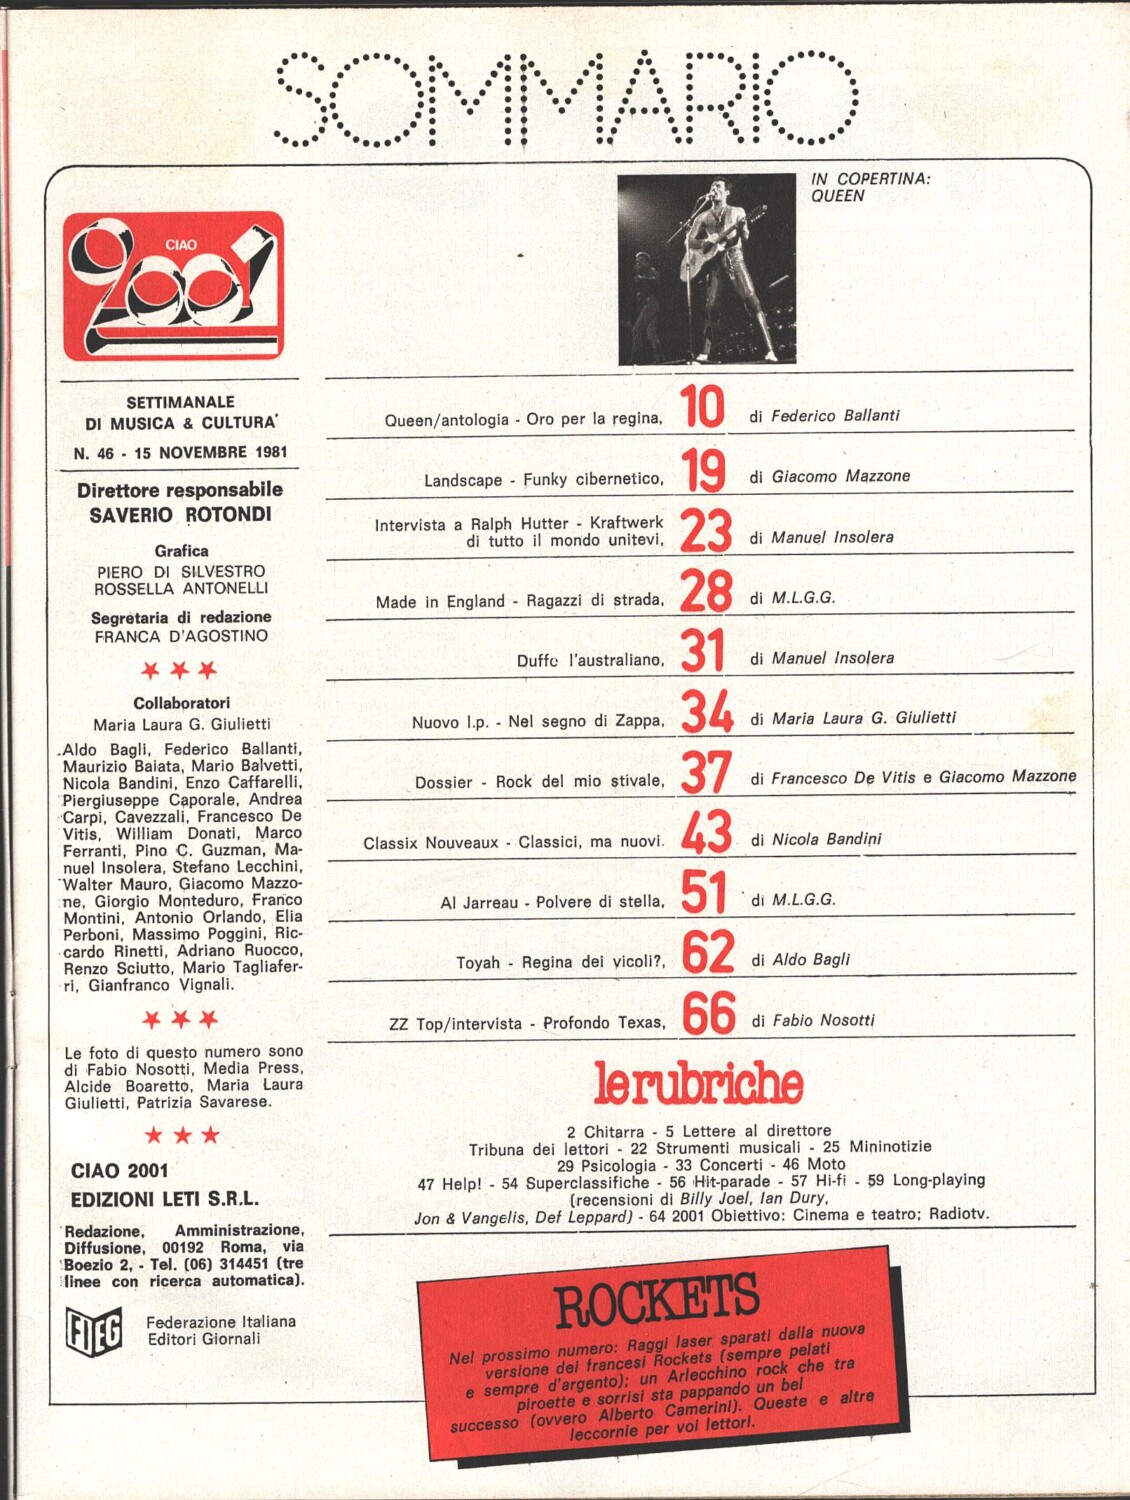 SOMMARIO
IN COPERTINA:
QUEEN
CIAO
2001
SETTIMANALE
DI MUSICA & CULTURA'
N. 46 - 15 NOVEMBRE 1981
Direttore responsabile
SAVERIO ROTONDI
Grafica
PIERO DI SILVESTRO
ROSSELLA ANTONELLI
Segretaria di redazione
FRANCA D'AGOSTINO
Collaboratori
Maria Laura G. Giulietti
Aldo Bagli, Federico Ballanti,
Maurizio Baiata, Mario Balvetti,
Nicola Bandini, Enzo Caffarelli,
Piergiuseppe Caporale, Andrea
Carpi, Cavezzali, Francesco De
Vitis, William Donati, Marco
Ferranti, Pino C. Guzman, Ma-
nuel Insolera, Stefano Lecchini,
Walter Mauro, Giacomo Mazzo-
ne, Giorgio Monteduro, Franco
Montini, Antonio Orlando, Elia
Perboni, Massimo Poggini, Ric-
cardo Rinetti, Adriano Ruocco,
Renzo Sciutto, Mario Tagliafer-
ri, Gianfranco Vignali.
Le foto di questo numero sono
di Fabio Nosotti, Media Press,
Alcide Boaretto, Maria Laura
Giulietti, Patrizia Savarese.
CIAO 2001
EDIZIONI LETI S.R.L.
Redazione, Amministrazione,
Diffusione, 00192 Roma, via
Boezio 2, - Tel. (06) 314451 (tre
linee con ricerca automatica).
FIEG
Federazione Italiana
Editori Giornali
Queen/antologia - Oro per la regina, 10 di Federico Ballanti
Landscape - Funky cibernetico, 19 di Giacomo Mazzone
Intervista a Ralph Hutter - Kraftwerk
di tutto il mondo unitevi, 23 di Manuel Insolera
Made in England - Ragazzi di strada, 28 di M.L.G.G.
Duffo l'australiano, 31 di Manuel Insolera
Nuovo l.p. - Nel segno di Zappa, 34 di Maria Laura G. Giulietti
Dossier - Rock del mio stivale, 37 di Francesco De Vitis e Giacomo Mazzone
Classix Nouveaux - Classici, ma nuovi. 43 di Nicola Bandini
Al Jarreau - Polvere di stella, 51 di M.L.G.G.
Toyah - Regina dei vicoli?, 62 di Aldo Bagli
ZZ Top/intervista - Profondo Texas, 66 di Fabio Nosotti
le rubriche
2 Chitarra - 5 Lettere al direttore
Tribuna dei lettori - 22 Strumenti musicali - 25 Mininotizie
29 Psicologia - 33 Concerti - 46 Moto
47 Help! - 54 Superclassifiche - 56 Hit-parade - 57 Hi-fi - 59 Long-playing
(recensioni di Billy Joel, Ian Dury,
Jon & Vangelis, Def Leppard) - 64 2001 Obiettivo: Cinema e teatro; Radiotv.
ROCKETS
Nel prossimo numero: Raggi laser sparati dalla nuova
versione dei francesi Rockets (sempre pelati
e sempre d'argento); un Arlecchino rock che tra
piroette e sorrisi sta pappando un bel
successo (ovvero Alberto Camerini). Queste e altre
leccornie per voi lettori.